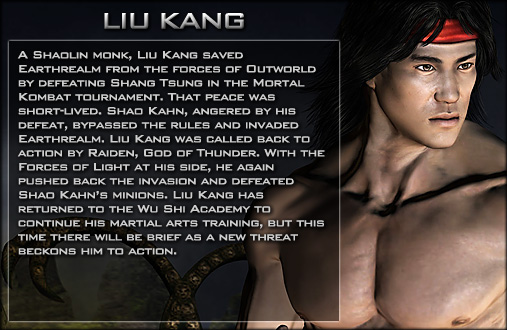 LIU KANG
A Shaolin monk, Liu Kang saved
Earthrealm from the forces of Outworld
by defeating Shang Tsung in the Mortal
Kombat tournament. That peace was
short-lived. Shao Kahn, angered by his
defeat, bypassed the rules and invaded
Earthrealm. Liu Kang was called back to
action by Raiden, God of Thunder. With the
Forces of Light at his side, he again
pushed back the invasion and defeated
Shao Kahn's minions. Liu Kang has
returned to the Wu Shi Academy to
continue his martial arts training, but this
time there will be brief as a new threat
beckons him to action.